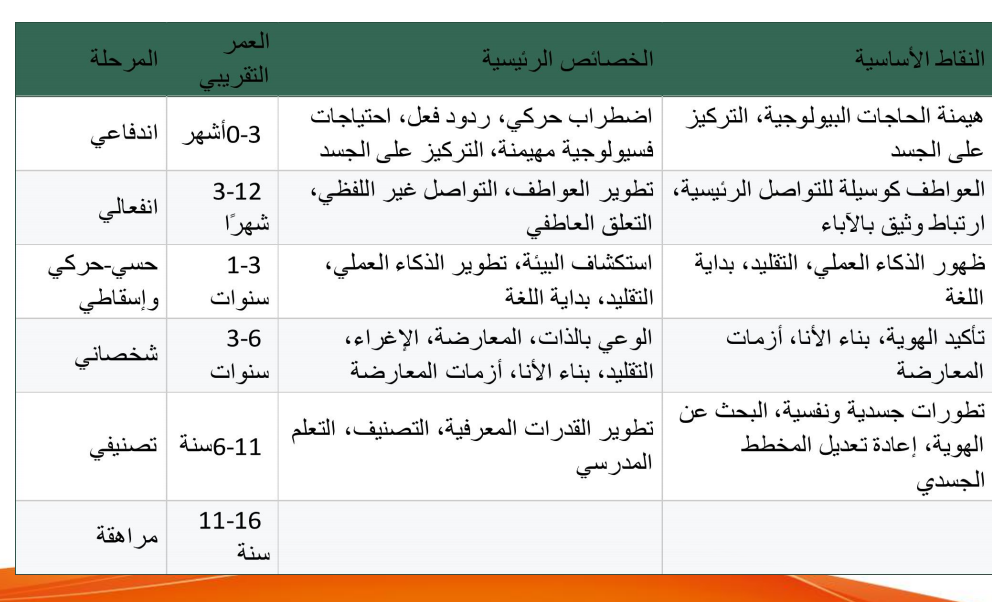 المرحلة
العمر
التقريبي
الخصائص الرئيسية
النقاط الأساسية
اندفاعي
0-3أشهر
اضطراب حركي، ردود فعل، احتياجات
فسيولوجية مهيمنة، التركيز على الجسد
هيمنة الحاجات البيولوجية، التركيز
على الجسد
انفعالي
3-12
شهرًا
تطوير العواطف، التواصل غير اللفظي،
التعلق العاطفي
العواطف كوسيلة للتواصل الرئيسية،
ارتباط وثيق بالآباء
حسي-حركي
وإسقاطي
1-3
سنوات
استكشاف البيئة، تطوير الذكاء العملي،
التقليد، بداية اللغة
ظهور الذكاء العملي، التقليد، بداية
اللغة
شخصاني
3-6
سنوات
الوعي بالذات، المعارضة، الإغراء،
التقليد، بناء الأنا، أزمات المعارضة
تأكيد الهوية، بناء الأنا، أزمات
المعارضة
تصنيفي
6-11سنة
تطوير القدرات المعرفية، التصنيف، التعلم
المدرسي
تطورات جسدية ونفسية، البحث عن
الهوية، إعادة تعديل المخطط
الجسدي
مراهقة
11-16
سنة